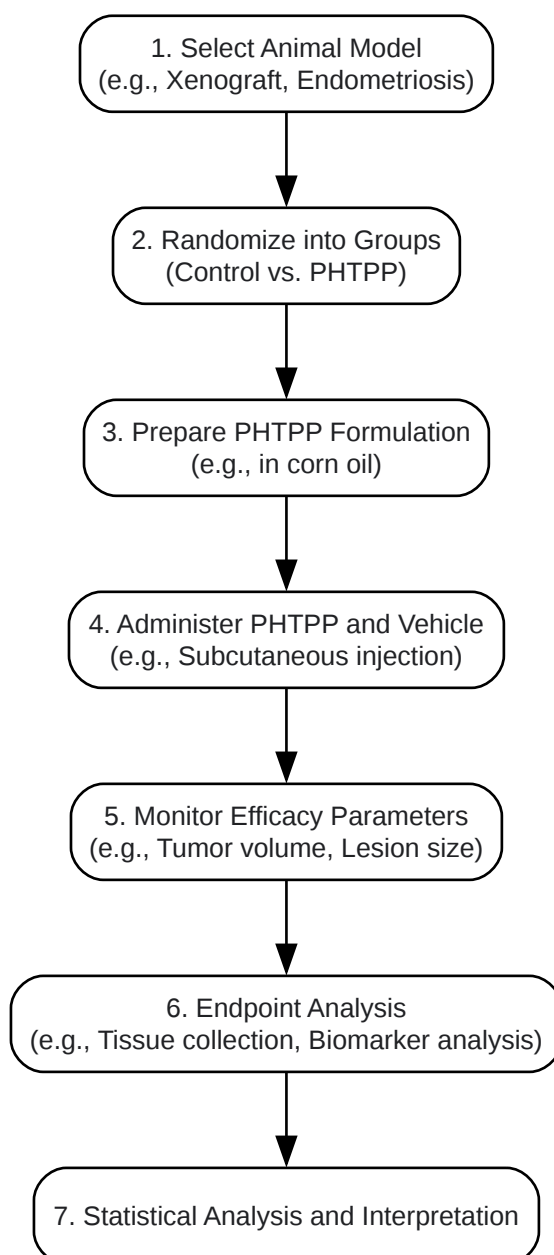 1. Select Animal Model
(e.g., Xenograft, Endometriosis)
2. Randomize into Groups
(Control vs. PHTPP)
3. Prepare PHTPP Formulation
(e.g., in corn oil)
4. Administer PHTPP and Vehicle
(e.g., Subcutaneous injection)
5. Monitor Efficacy Parameters
(e.g., Tumor volume, Lesion size)
6. Endpoint Analysis
(e.g., Tissue collection, Biomarker analysis)
7. Statistical Analysis and Interpretation